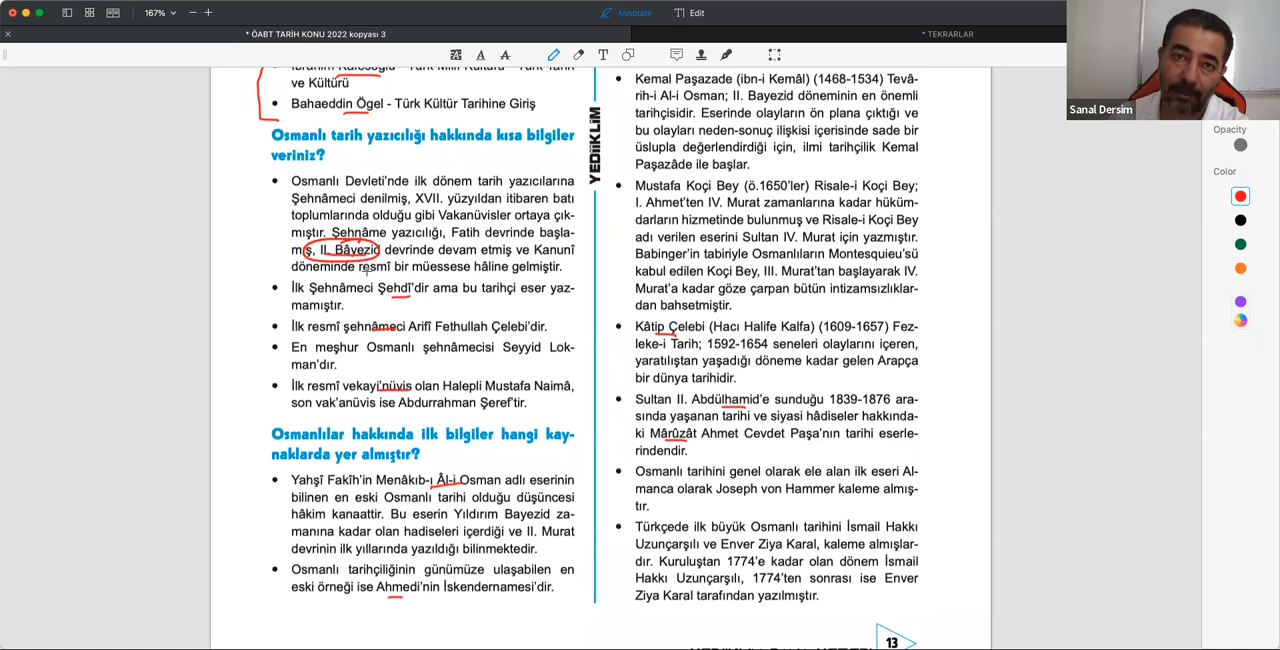 167%
Annotate
Edit
* ÖABT TARİH KONU 2022 kopyası 3
* TEKRARLAR
T
Sanal Dersim
Opacity
Color
İbrahim Kafesoğlu - Türk Milli Kültürü - Türk Tarih
ve Kültürü
• Bahaeddin Ögel - Türk Kültür Tarihine Giriş
Osmanlı tarih yazıcılığı hakkında kısa bilgiler
veriniz?
• Osmanlı Devleti’nde ilk dönem tarih yazıcılarına
Şehnâmeci denilmiş, XVII. yüzyıldan itibaren batı
toplumlarında olduğu gibi Vakanüvisler ortaya çık-
mıştır. Şehnâme yazıcılığı, Fatih devrinde başla-
mış, II. Bâyezid devrinde devam etmiş ve Kanunî
döneminde resmî bir müessese hâline gelmiştir.
• İlk Şehnâmeci Şehdî’dir ama bu tarihçi eser yaz-
mamıştır.
• İlk resmî şehnâmeci Arifî Fethullah Çelebi’dir.
• En meşhur Osmanlı şehnâmecisi Seyyid Lok-
man’dır.
• İlk resmî vekayi’nüvis olan Halepli Mustafa Naimâ,
son vak’anüvis ise Abdurrahman Şeref’tir.
Osmanlılar hakkında ilk bilgiler hangi kay-
naklarda yer almıştır?
• Yahşî Fakîh’in Menâkıb-ı Âl-i Osman adlı eserinin
bilinen en eski Osmanlı tarihi olduğu düşüncesi
hâkim kanaattir. Bu eserin Yıldırım Bayezid za-
manına kadar olan hadiseleri içerdiği ve II. Murat
devrinin ilk yıllarında yazıldığı bilinmektedir.
• Osmanlı tarihçiliğinin günümüze ulaşabilen en
eski örneği ise Ahmedi’nin İskendernamesi’dir.
YEDİİKLİM
• Kemal Paşazade (ibn-i Kemâl) (1468-1534) Tevâ-
rih-i Al-i Osman; II. Bayezid döneminin en önemli
tarihçisidir. Eserinde olayların ön plana çıktığı ve
bu olayları neden-sonuç ilişkisi içerisinde sade bir
üslupla değerlendirdiği için, ilmi tarihçilik Kemal
Paşazâde ile başlar.
• Mustafa Koçi Bey (ö.1650’ler) Risale-i Koçi Bey;
I. Ahmet’ten IV. Murat zamanlarına kadar hüküm-
darların hizmetinde bulunmuş ve Risale-i Koçi Bey
adı verilen eserini Sultan IV. Murat için yazmıştır.
Babinger’in tabiriyle Osmanlıların Montesquieu’sü
kabul edilen Koçi Bey, III. Murat’tan başlayarak IV.
Murat’a kadar göze çarpan bütün intizamsızlıklar-
dan bahsetmiştir.
• Kâtip Çelebi (Hacı Halife Kalfa) (1609-1657) Fez-
leke-i Tarih; 1592-1654 seneleri olaylarını içeren,
yaratılıştan yaşadığı döneme kadar gelen Arapça
bir dünya tarihidir.
• Sultan II. Abdülhamid’e sunduğu 1839-1876 ara-
sında yaşanan tarihi ve siyasi hâdiseler hakkında-
ki Mârûzât Ahmet Cevdet Paşa’nın tarihi eserle-
rindendir.
• Osmanlı tarihini genel olarak ele alan ilk eseri Al-
manca olarak Joseph von Hammer kaleme almış-
tır.
• Türkçede ilk büyük Osmanlı tarihini İsmail Hakkı
Uzunçarşılı ve Enver Ziya Karal, kaleme almışlar-
dır. Kuruluştan 1774’e kadar olan dönem İsmail
Hakkı Uzunçarşılı, 1774’ten sonrası ise Enver
Ziya Karal tarafından yazılmıştır.
13